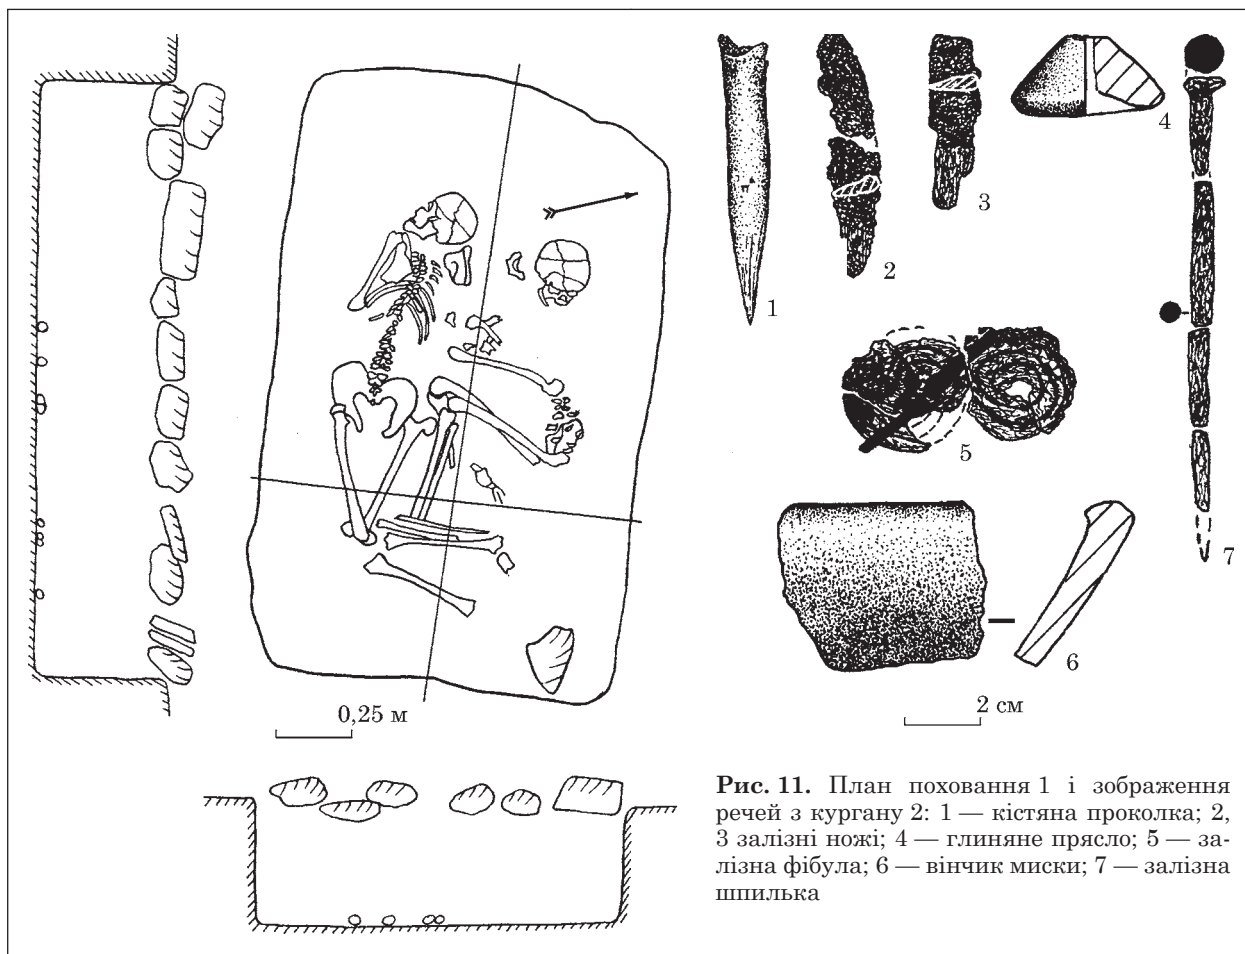 1
2
3
4
5
6
7
0,25 м
2 см
Рис. 11. План поховання 1 і зображення
речей з кургану 2: 1 — кістяна проколка; 2,
3 залізні ножі; 4 — глиняне прясло; 5 — за-
лізна фібула; 6 — вінчик миски; 7 — залізна
шпилька